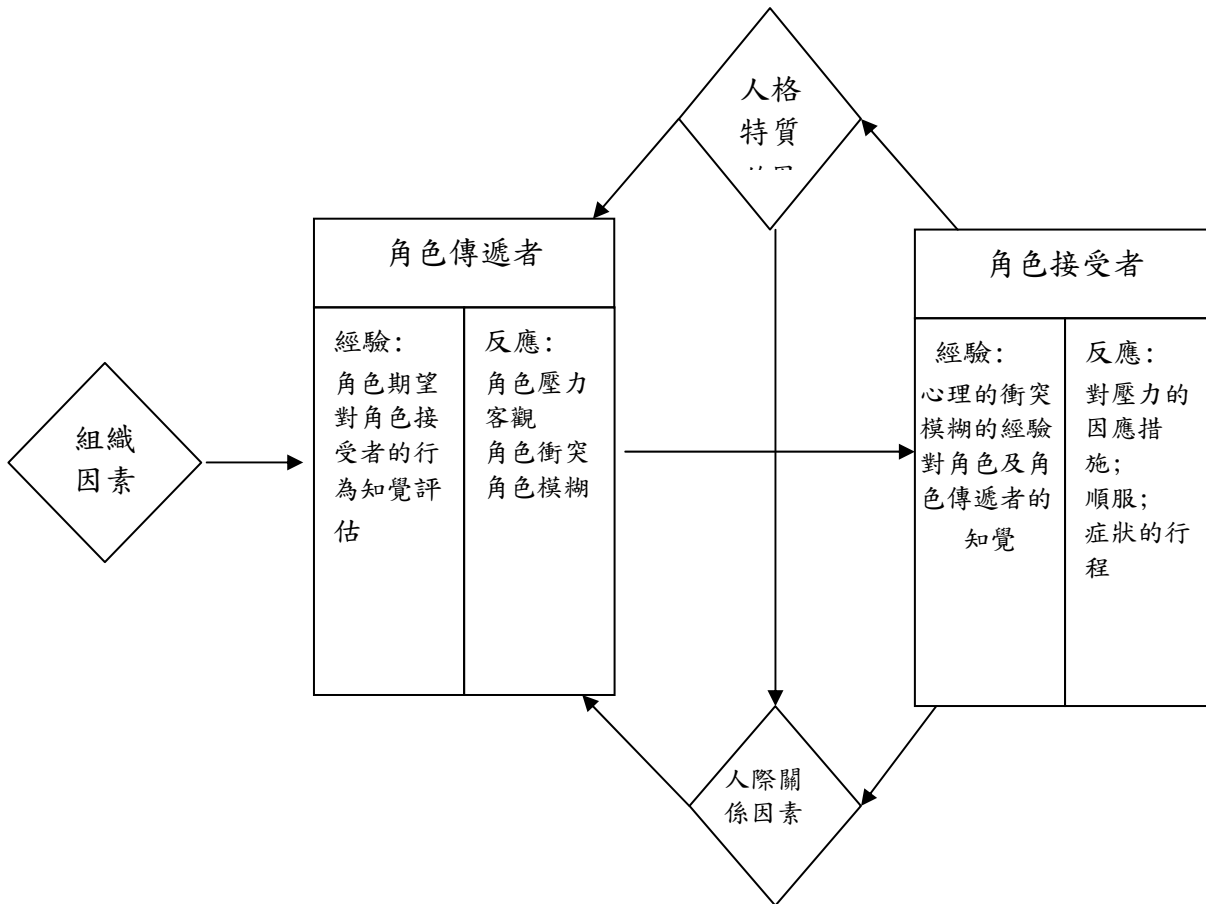 人格
特質
角色傳遞者
角色接受者
組織
因素
經驗：
角色期望
對角色接
受者的行
為知覺評
估
反應：
角色壓力
客觀
角色衝突
角色模糊
經驗：
心理的衝突
模糊的經驗
對角色及角
色傳遞者的
知覺
反應：
對壓力的
因應措
施；
順服；
症狀的行
程
人際關
係因素